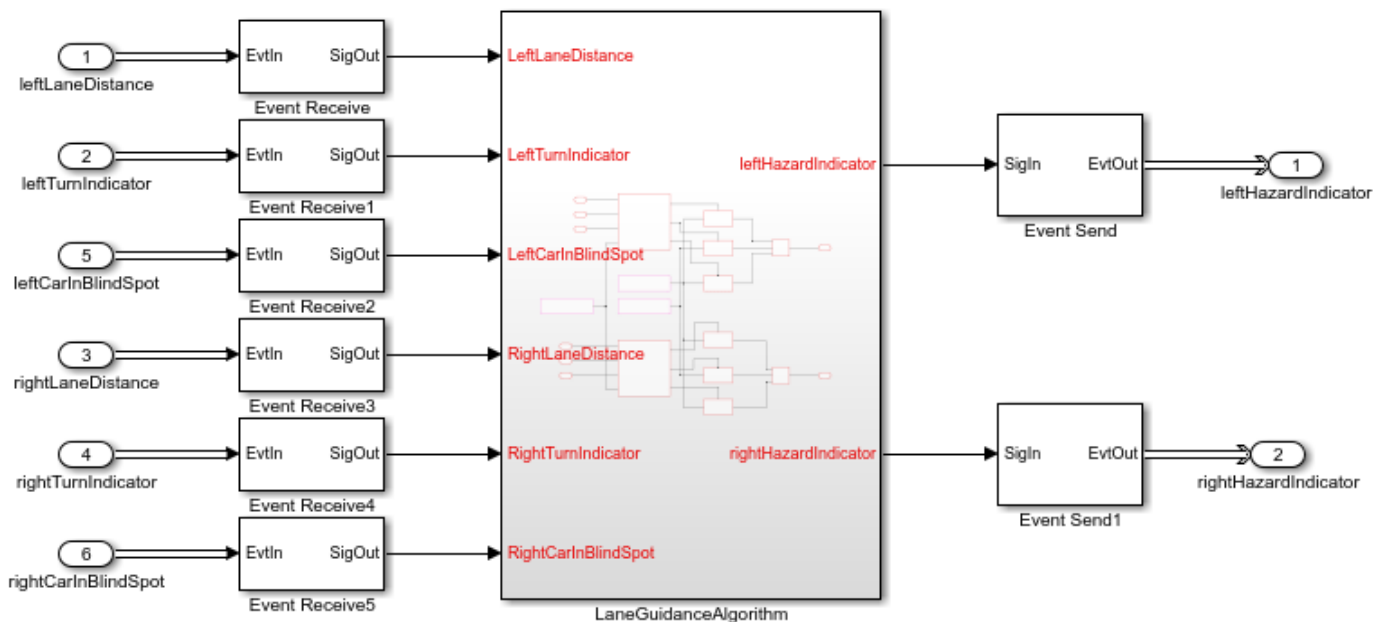 1
leftLaneDistance
EvtIn SigOut
Event Receive
LeftLaneDistance
2
leftTurnIndicator
EvtIn SigOut
Event Receive1
LeftTurnIndicator
5
leftCarInBlindSpot
EvtIn SigOut
Event Receive2
LeftCarInBlindSpot
3
rightLaneDistance
EvtIn SigOut
Event Receive3
RightLaneDistance
4
rightTurnIndicator
EvtIn SigOut
Event Receive4
RightTurnIndicator
6
rightCarInBlindSpot
EvtIn SigOut
Event Receive5
RightCarInBlindSpot
leftHazardIndicator
rightHazardIndicator
LaneGuidanceAlgorithm
SigIn EvtOut
Event Send
1
leftHazardIndicator
SigIn EvtOut
Event Send1
2
rightHazardIndicator